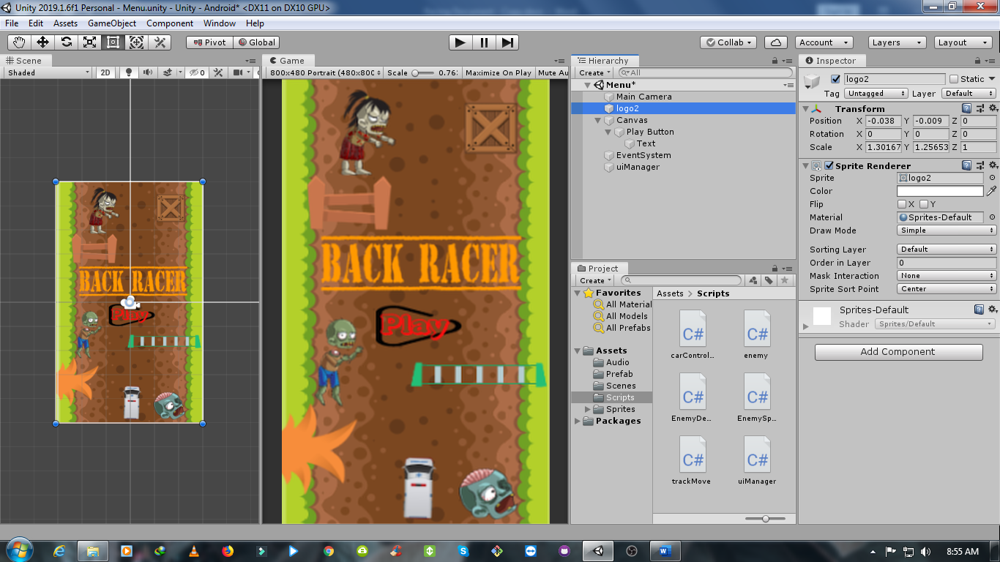 Unity 2019.1.6f1 Personal - Menu.unity - Unity - Android* <DX11 on DX10 GPU>
File Edit Assets GameObject Component Window Help
Pivot Global Collab Account Layers Layout
Scene
Shaded 2D 0
Game
800x480 Portrait (480x800 Scale 0.76 Maximize On Play Mute Au
BACK RACER
Play
BACK RACER
Play
Hierarchy
Create All
Menu*
Main Camera
logo2
Canvas
Play Button
Text
EventSystem
uiManager
Project
Create
Favorites
All Material
All Models
All Prefabs
Assets
Audio
Prefab
Scenes
Scripts
Sprites
Packages
Assets > Scripts
carControl... enemy
EnemyDe... EnemySp...
trackMove uiManager
Inspector
logo2 Static
Tag Untagged Layer Default
Transform
Position X -0.038 Y -0.009 Z 0
Rotation X 0 Y 0 Z 0
Scale X 1.30167 Y 1.25653 Z 1
Sprite Renderer
Sprite logo2
Color
Flip X Y
Material Sprites-Default
Draw Mode Simple
Sorting Layer Default
Order in Layer 0
Mask Interaction None
Sprite Sort Point Center
Sprites-Default
Shader Sprites/Default
Add Component
8:55 AM